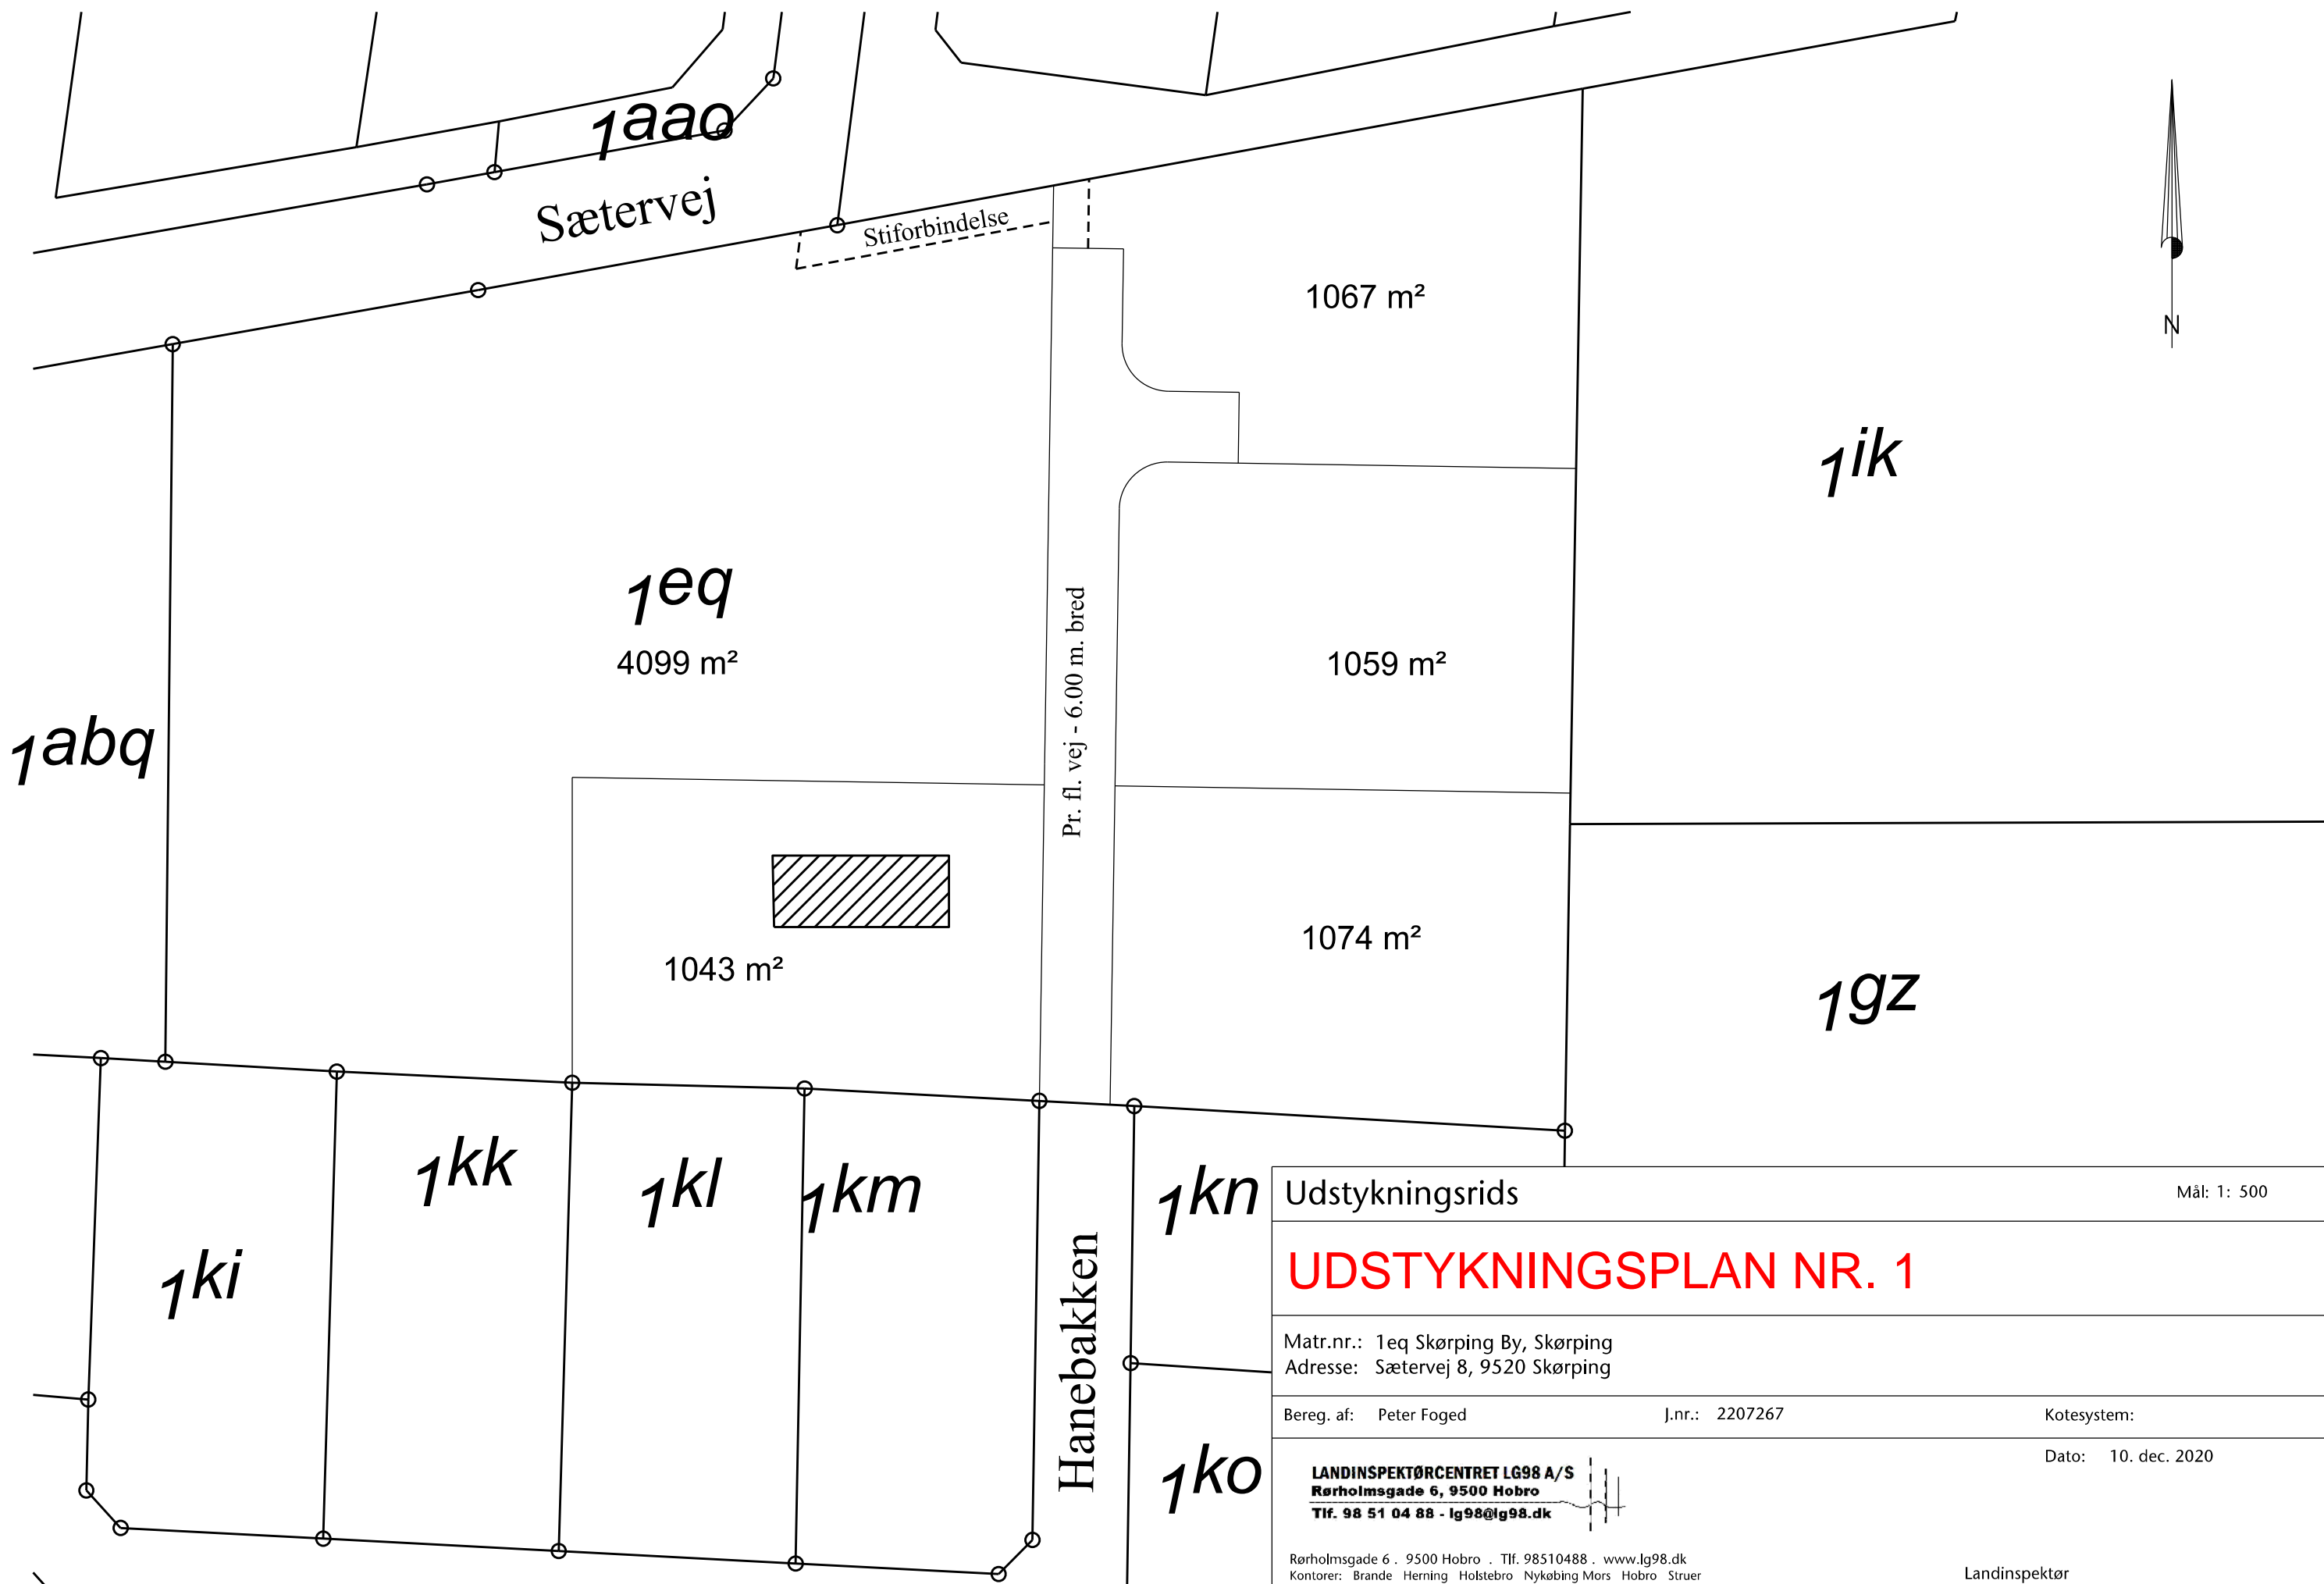 1aao
Sætervej
Stiforbindelse
1067 m²
N
1ik
1eq
4099 m²
Pr. fl. vej - 6.00 m. bred
1059 m²
1abq
1043 m²
1074 m²
1gz
1ki
1kk
1kl
1km
Hanebakken
1kn
1ko
Udstykningsrids
Mål: 1: 500
UDSTYKNINGSPLAN NR. 1
Matr.nr.: 1eq Skørping By, Skørping
Adresse: Sætervej 8, 9520 Skørping
Bereg. af: Peter Foged J.nr.: 2207267 Kotesystem:
Dato: 10. dec. 2020
LANDINSPEKTØRCENTRET LG98 A/S
Rørholmsgade 6, 9500 Hobro
Tlf. 98 51 04 88 - lg98@lg98.dk
Rørholmsgade 6 . 9500 Hobro . Tlf. 98510488 . www.lg98.dk
Kontorer: Brande Herning Holstebro Nykøbing Mors Hobro Struer
Landinspektør